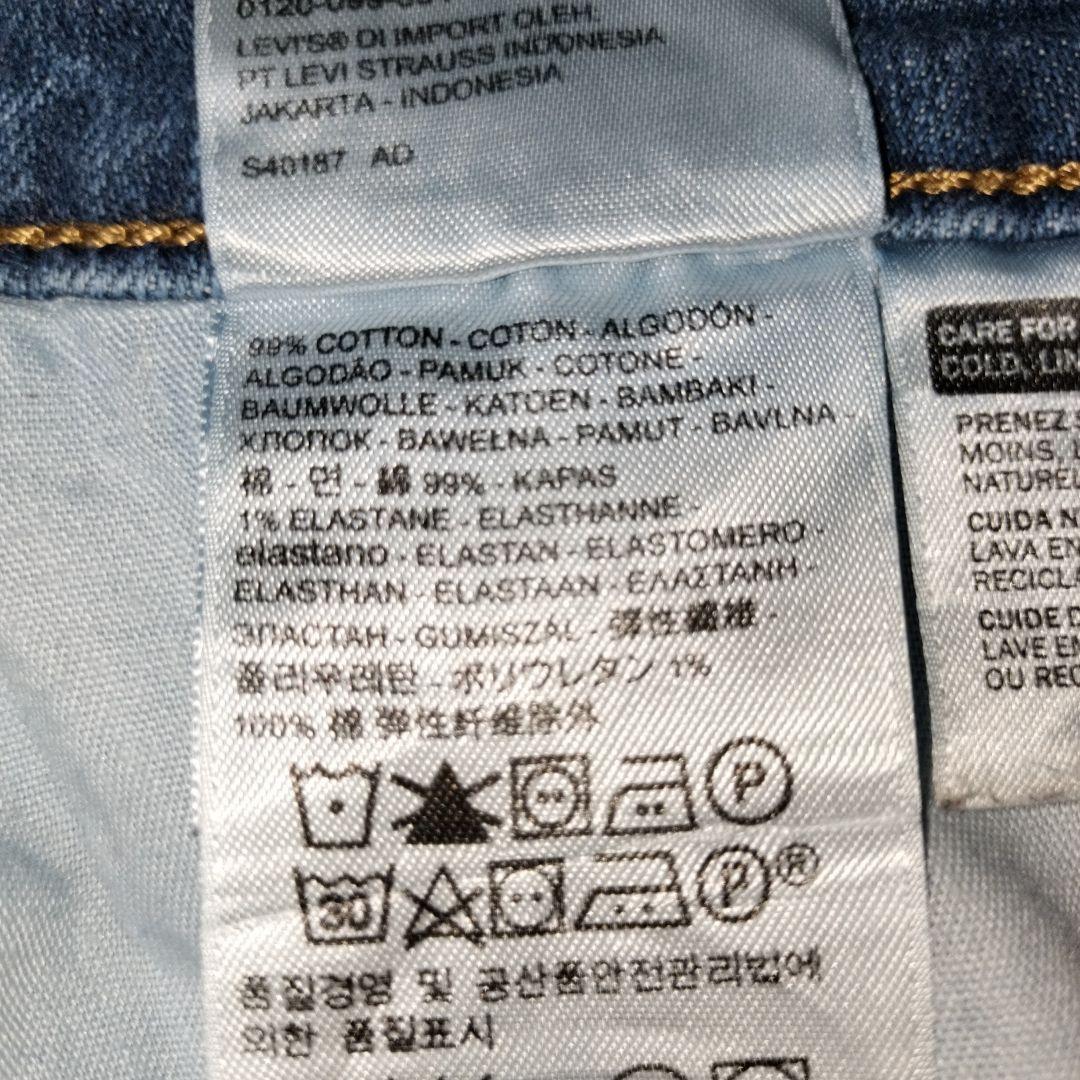 LEVI'S® DI IMPORT OLEH:
PT LEVI STRAUSS INDONESIA
JAKARTA - INDONESIA
S40187 AD
99% COTTON - COTON - ALGODÓN -
ALGODÃO - PAMUK - COTONE -
BAUMWOLLE - KATOEN - BAMBAKI -
ХЛОПОК - BAWEŁNA - PAMUT - BAVLNA -
棉 - 면 - 綿 99% - KAPAS
1% ELASTANE - ELASTHANNE -
elastano - ELASTAN - ELASTOMERO -
ELASTHAN - ELASTAAN - ΕΛΑΣΤΑΝΗ -
ЭЛАСТАН - GUMISZÁL - 彈性纖維 -
폴리우레탄 - ポリウレタン 1%
100% 棉 弹性纤维除外
P
30 P ®
품질경영 및 공산품안전관리법에
의한 품질표시
CARE FOR
COLD, LIN
PRENEZ S
MOINS, L
NATUREL
CUIDA N
LAVA EN
RECICLA
CUIDE D
LAVE EM
OU REC